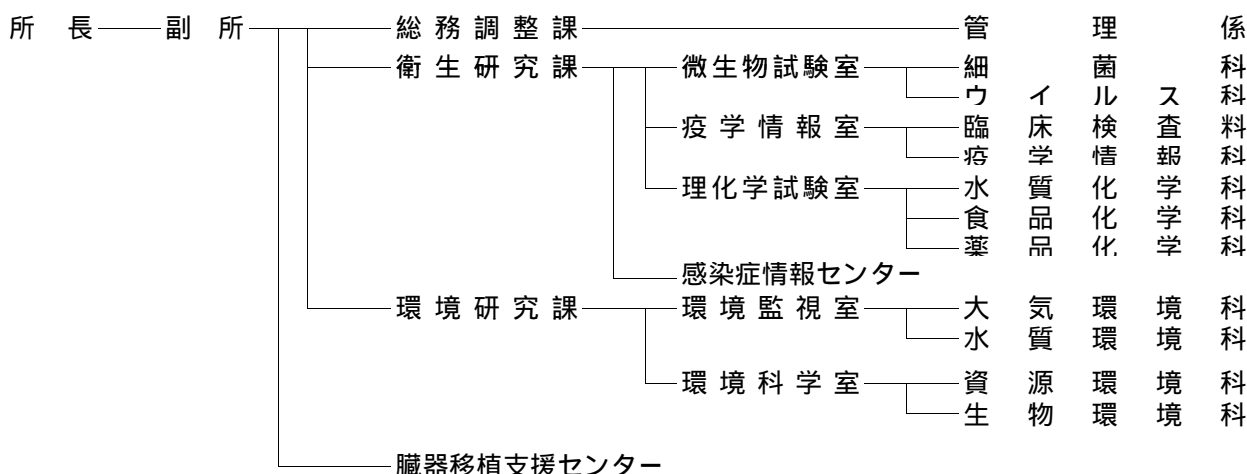 所長 副所 総務調整課 管理係
衛生研究課 微生物試験室 細菌科
ウイルス科
疫学情報室 臨床検査料
疫学情報科
理化学試験室 水質化学科
食品化学科
薬品化学科
感染症情報センター
環境研究課 環境監視室 大気環境科
水質環境科
環境科学室 資源環境科
生物環境科
臓器移植支援センター